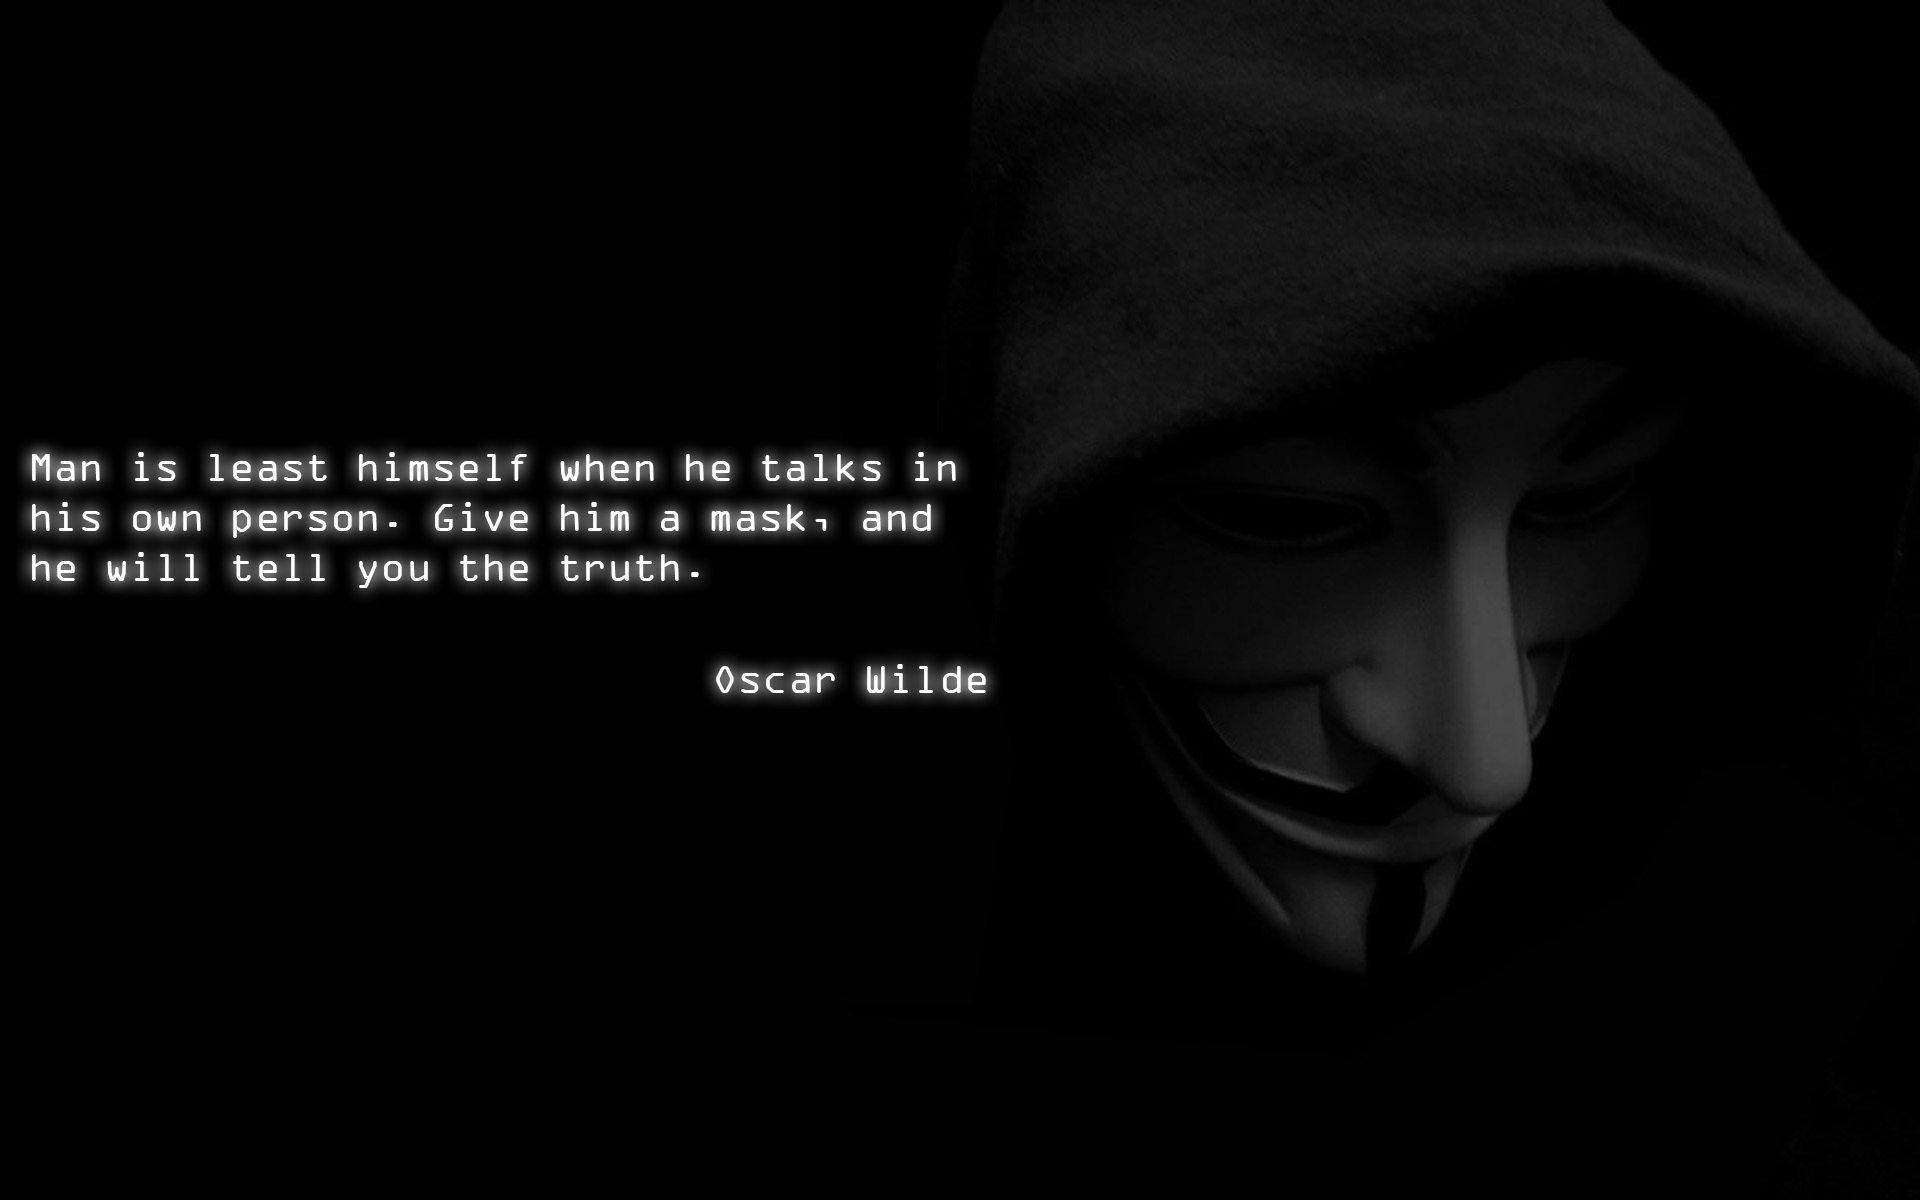 Man is least himself when he talks in
his own person. Give him a mask, and
he will tell you the truth.
Oscar Wilde